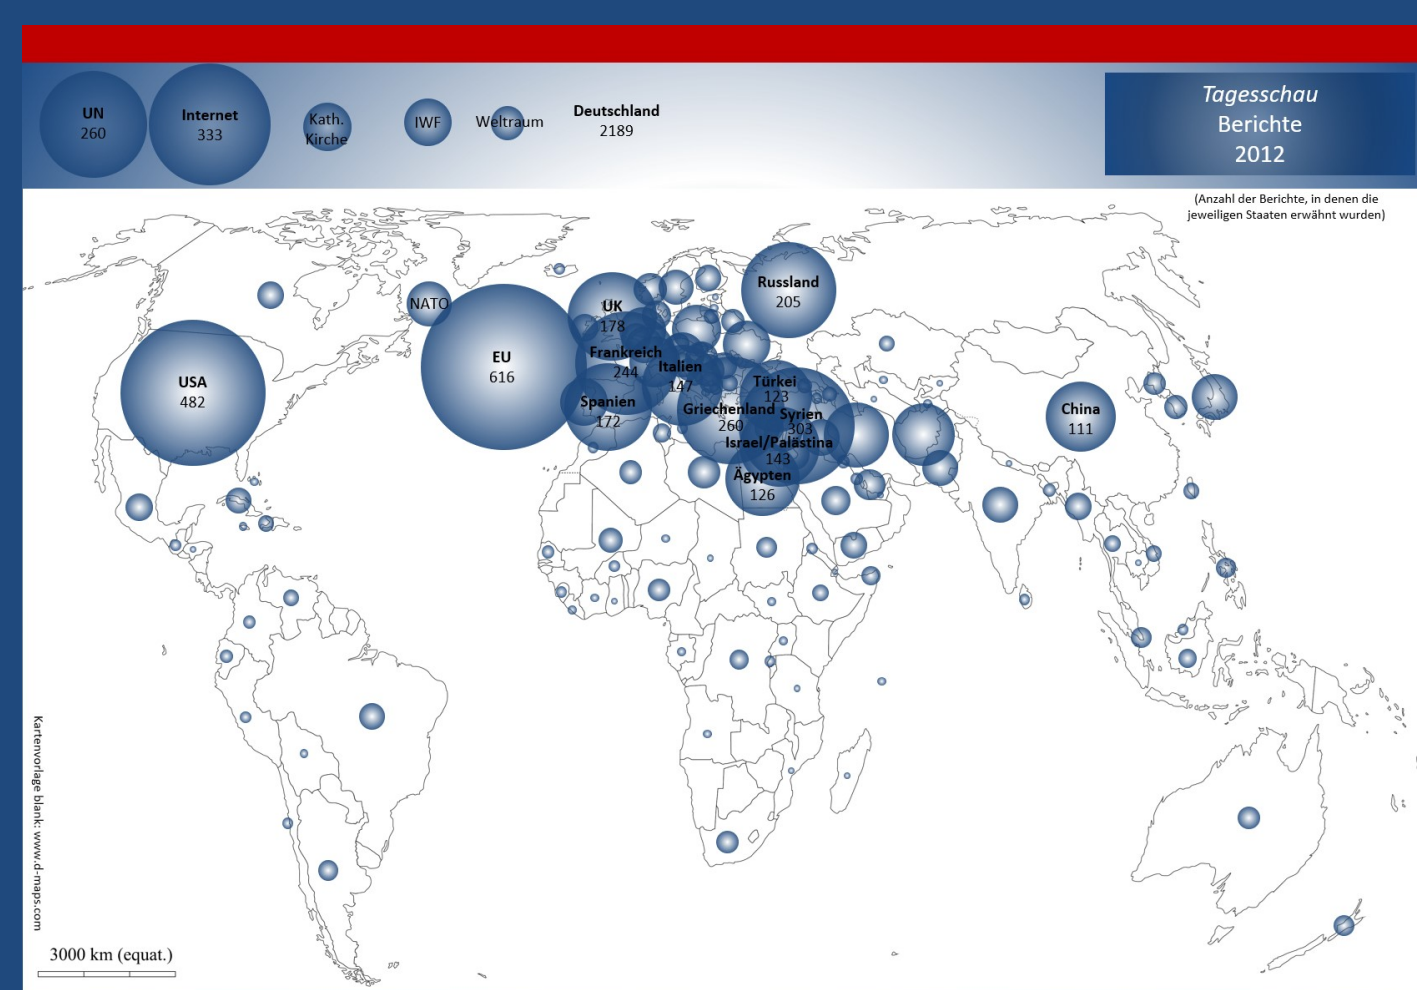 UN
260
Internet
333
Kath.
Kirche
IWF
Weltraum
Deutschland
2189
Tagesschau
Berichte
2012
(Anzahl der Berichte, in denen die
jeweiligen Staaten erwähnt wurden)
NATO
EU
616
USA
482
UK
178
Russland
205
Frankreich
244
Italien
147
Spanien
172
Türkei
123
Griechenland
260
Syrien
303
Israel/Palästina
143
Ägypten
126
China
111
Kartenvorlage blank: www.d-maps.com
3000 km (equat.)